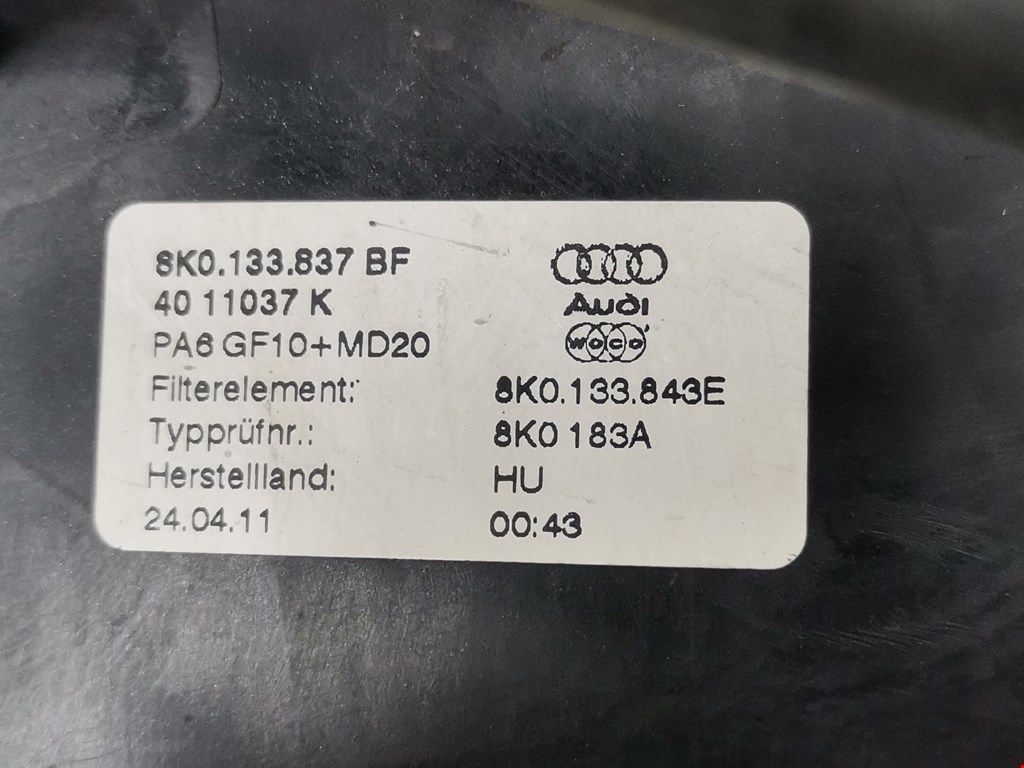 8K0.133.837 BF
Audi
40 11037 K
woco
PA6 GF10+MD20
Filterelement: 8K0.133.843E
Typprüfnr.: 8K0 183A
Herstellland: HU
24.04.11 00:43